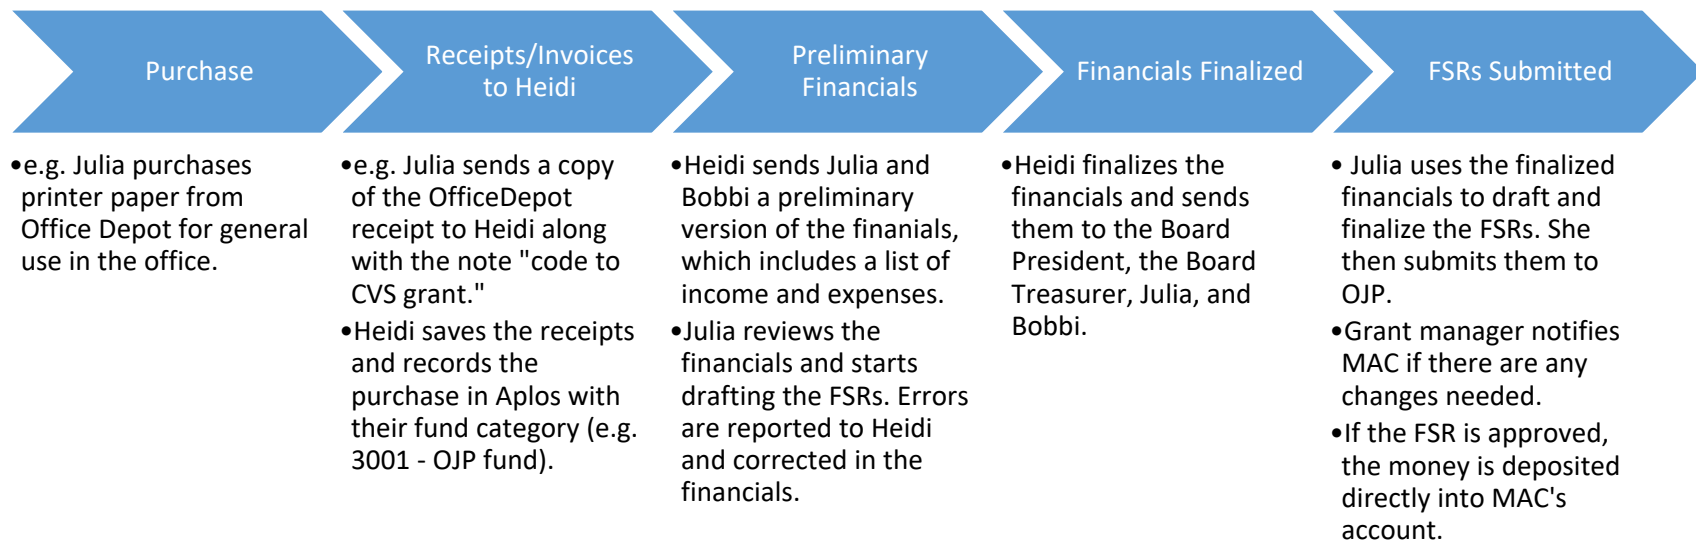 Purchase
Receipts/Invoices
to Heidi
Preliminary
Financials
Financials Finalized
FSRs Submitted
•e.g. Julia purchases
printer paper from
Office Depot for general
use in the office.
•e.g. Julia sends a copy
of the OfficeDepot
receipt to Heidi along
with the note "code to
CVS grant."
•Heidi saves the receipts
and records the
purchase in Aplos with
their fund category (e.g.
3001 - OJP fund).
•Heidi sends Julia and
Bobbi a preliminary
version of the finanials,
which includes a list of
income and expenses.
•Julia reviews the
financials and starts
drafting the FSRs. Errors
are reported to Heidi
and corrected in the
financials.
•Heidi finalizes the
financials and sends
them to the Board
President, the Board
Treasurer, Julia, and
Bobbi.
• Julia uses the finalized
financials to draft and
finalize the FSRs. She
then submits them to
OJP.
•Grant manager notifies
MAC if there are any
changes needed.
•If the FSR is approved,
the money is deposited
directly into MAC's
account.